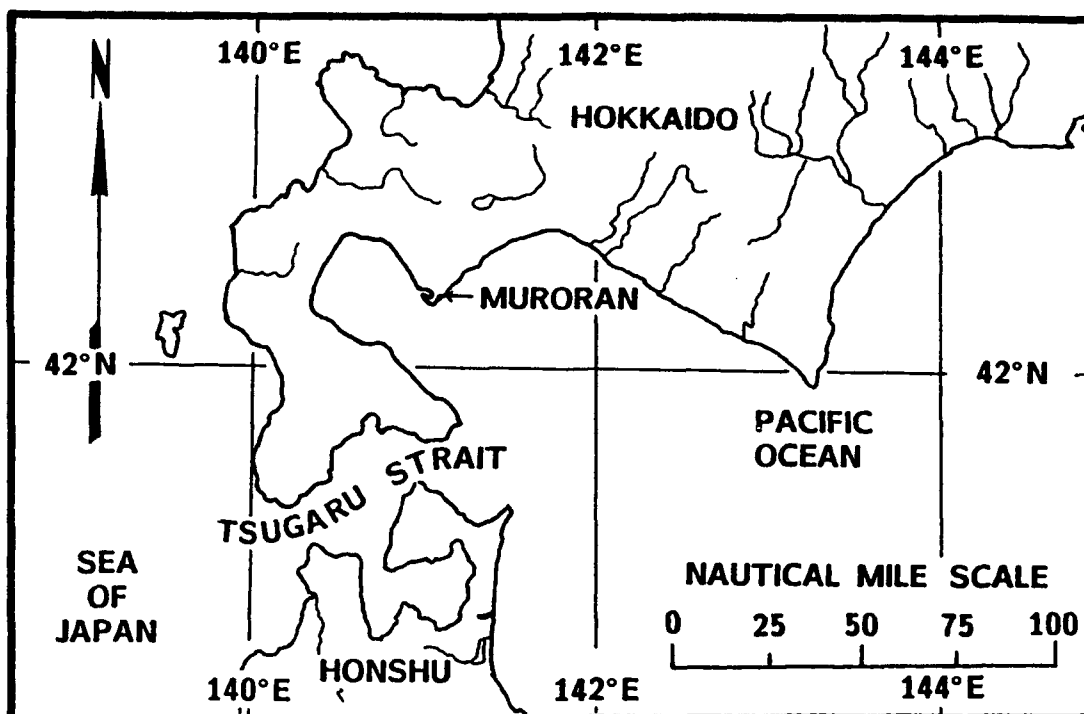 140°E
142°E
144°E
N
HOKKAIDO
MURORAN
42°N
42°N
PACIFIC
OCEAN
TSUGARU STRAIT
SEA
OF
JAPAN
NAUTICAL MILE SCALE
0 25 50 75 100
HONSHU
140°E
142°E
144°E